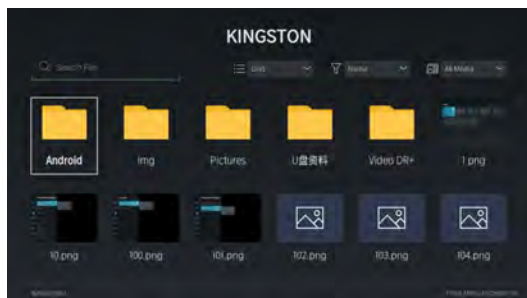 KINGSTON
Search File
Grid
Name
All Media
Android
Img
Pictures
U盘资料
Video DR+
1.png
10.png
100.png
101.png
102.png
103.png
104.png